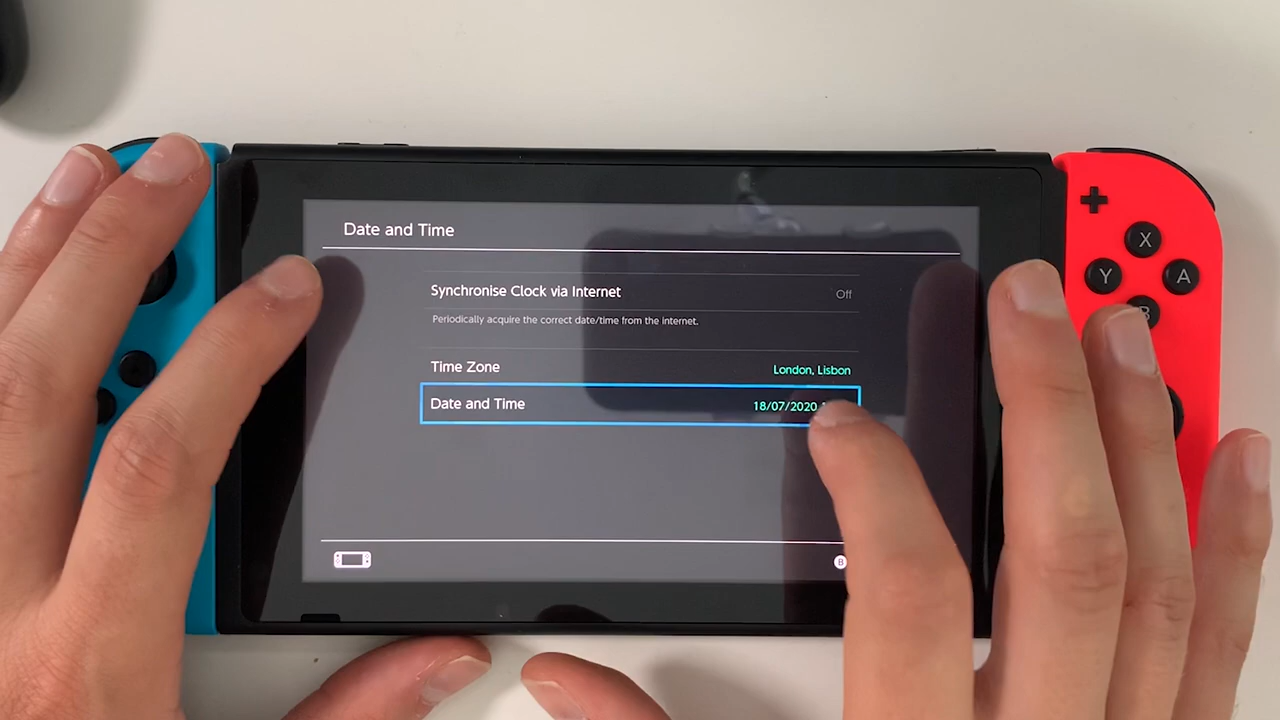 Date and Time
Synchronise Clock via Internet
Off
Periodically acquire the correct date/time from the internet.
Time Zone
London, Lisbon
Date and Time
18/07/2020
B
X
Y
A
B